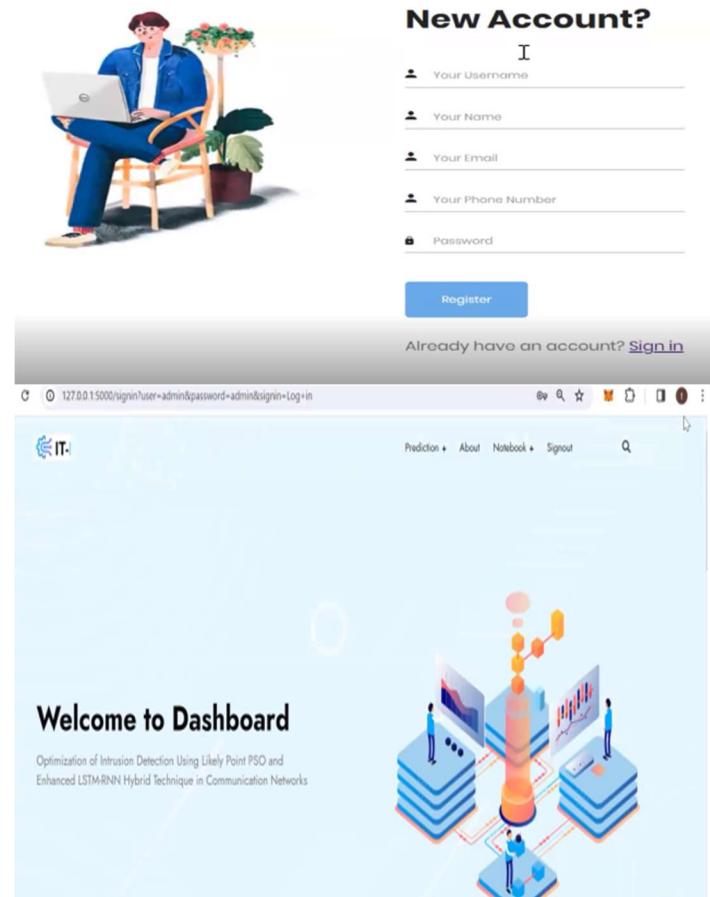 New Account?
Your Username
Your Name
Your Email
Your Phone Number
Password
Register
Already have an account? Sign in
127.0.0.1:5000/signin?user=admin&password=admin&signin=Log+in
IT-
Prediction + About Notebook + Signout
Welcome to Dashboard
Optimization of Intrusion Detection Using Likely Point PSO and
Enhanced LSTM-RNN Hybrid Technique in Communication Networks